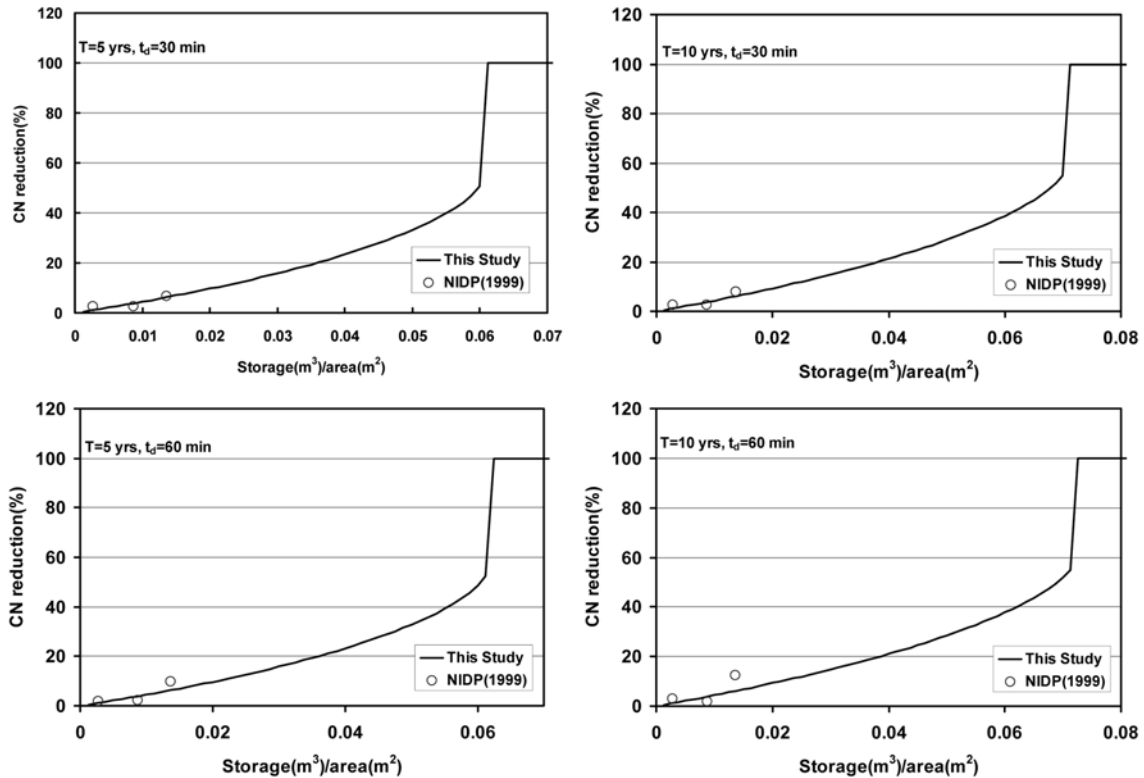 120
100
80
60
40
20
0
CN reduction(%)
T=5 yrs, t_d=30 min
This Study
NIDP(1999)
0 0.01 0.02 0.03 0.04 0.05 0.06 0.07
Storage(m³)/area(m²)
120
100
80
60
40
20
0
CN reduction(%)
T=10 yrs, t_d=30 min
This Study
NIDP(1999)
0 0.02 0.04 0.06 0.08
Storage(m³)/area(m²)
120
100
80
60
40
20
0
CN reduction(%)
T=5 yrs, t_d=60 min
This Study
NIDP(1999)
0 0.02 0.04 0.06
Storage(m³)/area(m²)
120
100
80
60
40
20
0
CN reduction(%)
T=10 yrs, t_d=60 min
This Study
NIDP(1999)
0 0.02 0.04 0.06 0.08
Storage(m³)/area(m²)